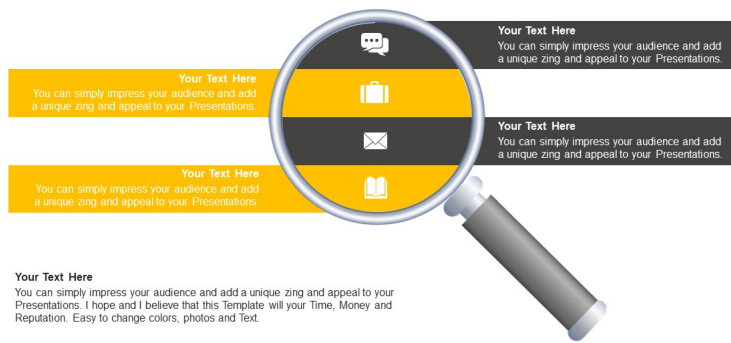 Your Text Here
You can simply impress your audience and add
a unique zing and appeal to your Presentations.
Your Text Here
You can simply impress your audience and add
a unique zing and appeal to your Presentations.
Your Text Here
You can simply impress your audience and add
a unique zing and appeal to your Presentations.
Your Text Here
You can simply impress your audience and add
a unique zing and appeal to your Presentations.
Your Text Here
You can simply impress your audience and add a unique zing and appeal to your
Presentations. I hope and I believe that this Template will your Time, Money and
Reputation. Easy to change colors, photos and Text.